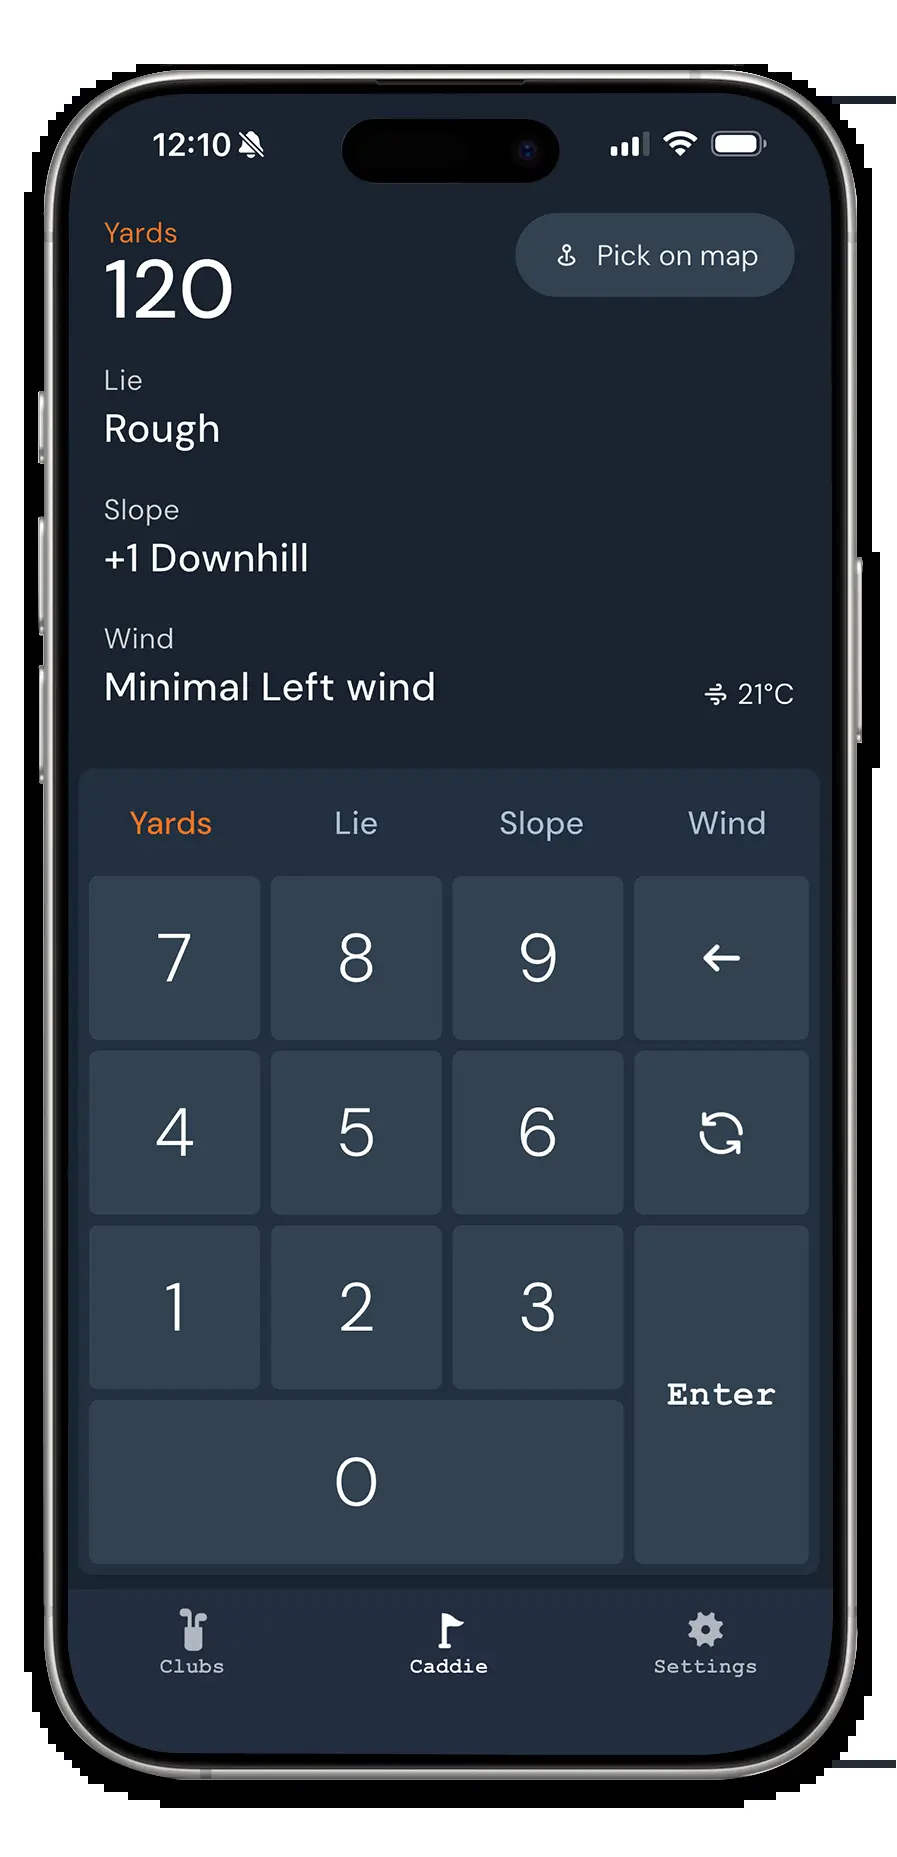 12:10
Yards
120
Pick on map
Lie
Rough
Slope
+1 Downhill
Wind
Minimal Left wind
21°C
Yards Lie Slope Wind
7 8 9
4 5 6
1 2 3
Enter
0
Clubs Caddie Settings